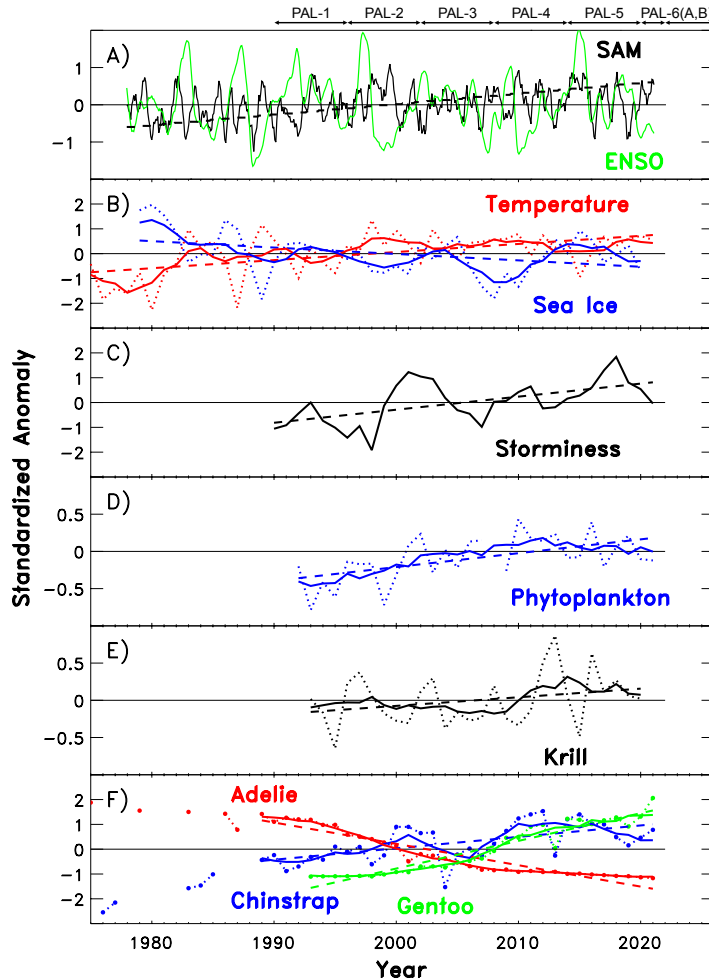 PAL-1 PAL-2 PAL-3 PAL-4 PAL-5 PAL-6(A,B)
A) SAM
1
0
−1
ENSO
B) Temperature
2
1
0
−1
−2
Sea Ice
C)
2
1
0
−1
−2
Storminess
Standardized Anomaly
D)
0.5
0.0
−0.5
Phytoplankton
E)
0.5
0.0
−0.5
Krill
F) Adelie
2
1
0
−1
−2
Chinstrap Gentoo
1980 1990 2000 2010 2020
Year